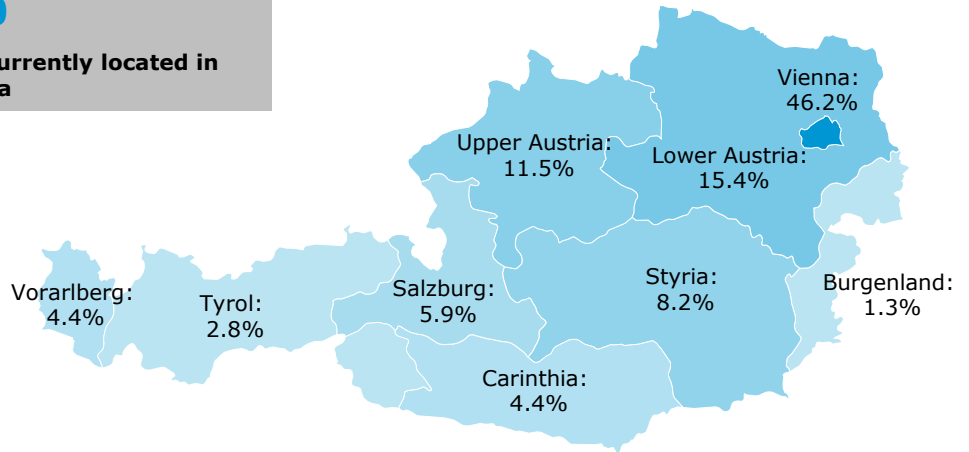 currently located in
Vienna:
46.2%
Upper Austria:
11.5%
Lower Austria:
15.4%
Vorarlberg:
4.4%
Tyrol:
2.8%
Salzburg:
5.9%
Styria:
8.2%
Burgenland:
1.3%
Carinthia:
4.4%